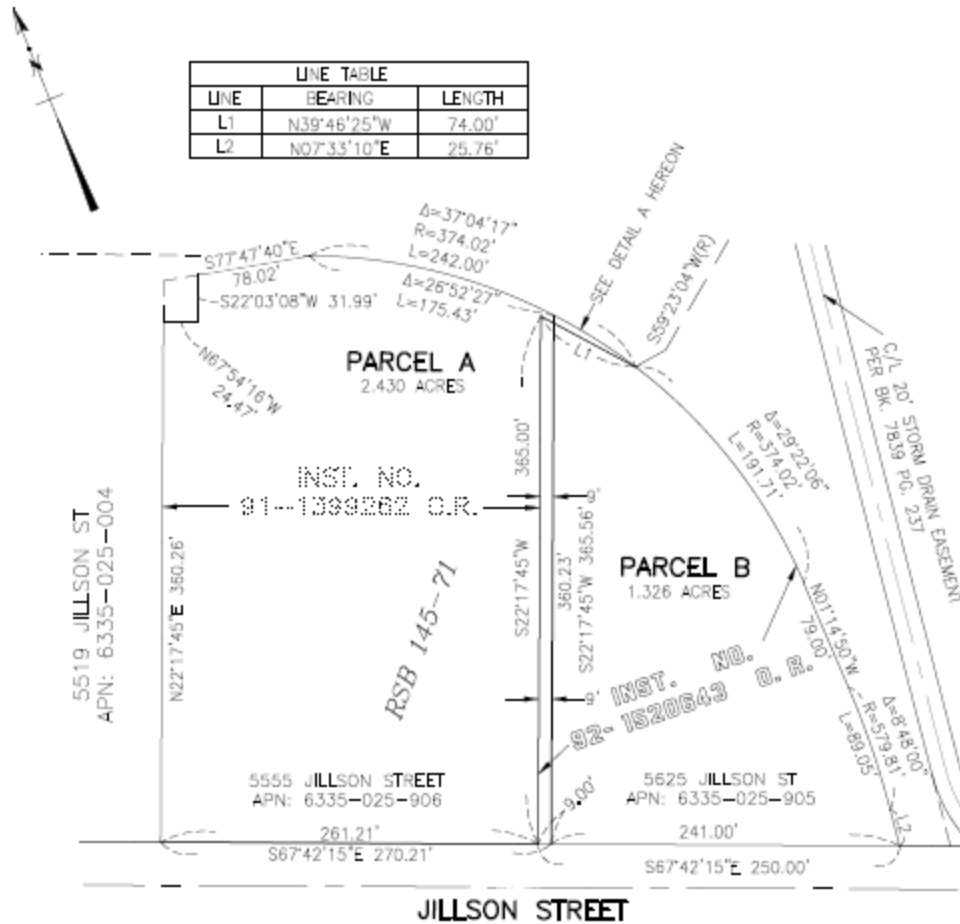 N
LINE TABLE
LINE BEARING LENGTH
L1 N39°46'25"W 74.00'
L2 N07°33'10"E 25.76'
SEE DETAIL A HEREON
Δ=37°04'17"
R=374.02'
L=242.00'
S77°47'40"E
78.02'
Δ=26°52'27"
L=175.43'
S59°23'04"W(R)
S22°03'08"W 31.99'
L1
C/L 20' STORM DRAIN EASEMENT
PER BK. 7839 PG. 237
N67°54'16"W
24.47'
PARCEL A
2.430 ACRES
Δ=29°22'06"
R=374.02'
L=191.71'
365.00'
INST. NO.
91--1399262 O.R.
9'
5519 JILLSON ST
APN: 6335-025-004
N22°17'45"E 360.26'
RSB 145-71
S22°17'45"W
360.23'
S22°17'45"W 365.56'
PARCEL B
1.326 ACRES
N01°14'50"W
79.00'
INST. NO.
92-1520643 O.R.
9'
Δ=8°48'00"
R=579.81'
L=89.05'
5555 JILLSON STREET
APN: 6335-025-906
9.00'
5625 JILLSON ST
APN: 6335-025-905
L2
261.21'
S67°42'15"E 270.21'
241.00'
S67°42'15"E 250.00'
JILLSON STREET